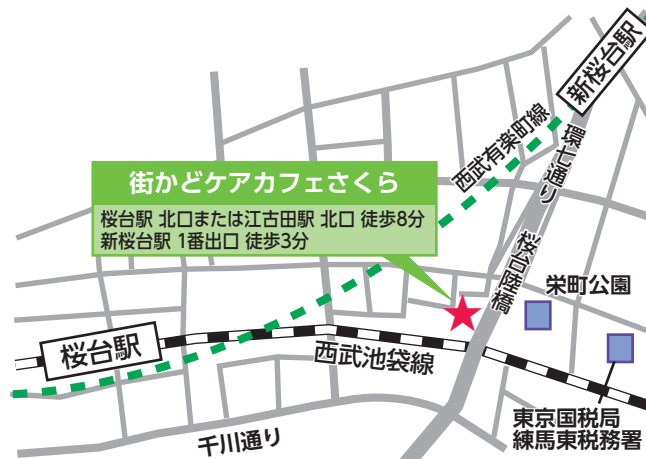 新桜台駅
西武有楽町線
環七通り
街かどケアカフェさくら
桜台駅 北口または江古田駅 北口 徒歩8分
新桜台駅 1番出口 徒歩3分
桜台陸橋
栄町公園
桜台駅
西武池袋線
東京国税局
練馬東税務署
千川通り